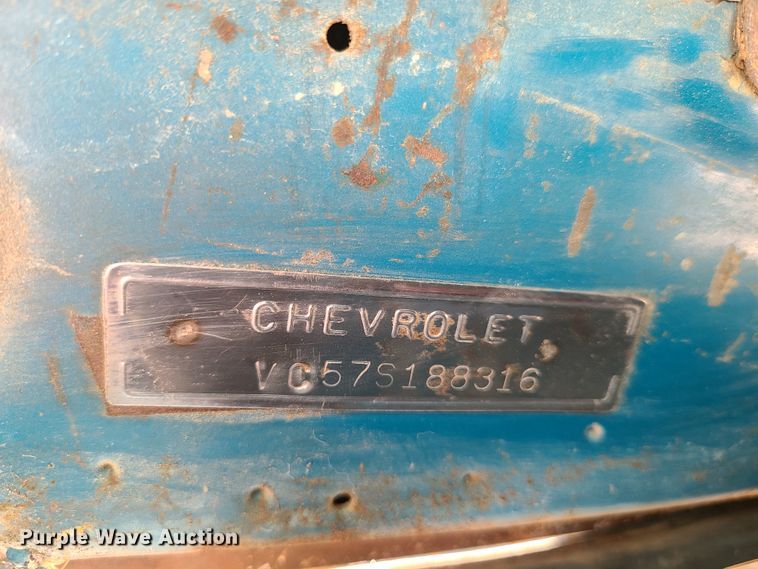 CHEVROLET
VC57S188316
Purple Wave Auction